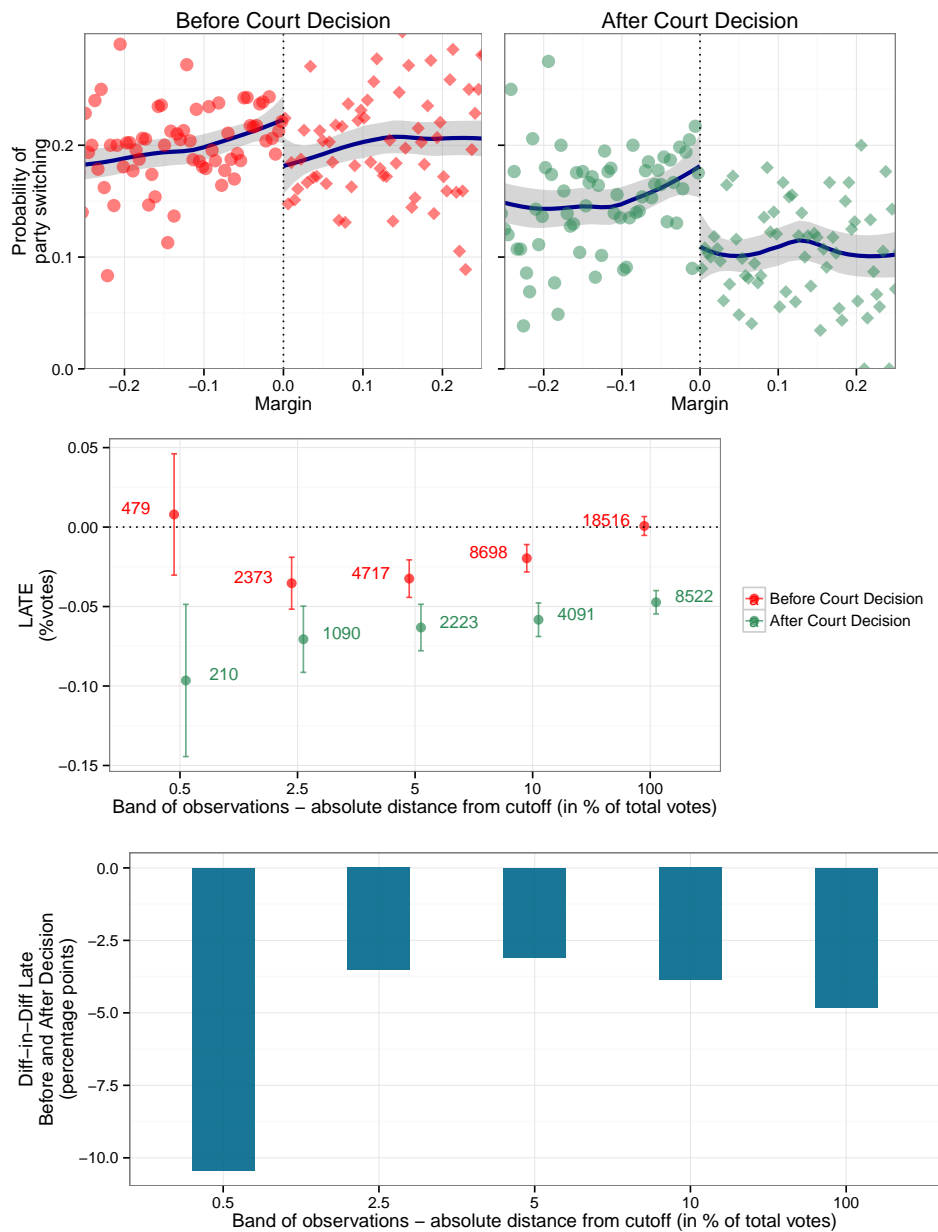 Before Court Decision
After Court Decision
Probability of
party switching
0.2
0.1
0.0
−0.2
−0.1
0.0
0.1
0.2
−0.2
−0.1
0.0
0.1
0.2
Margin
Margin
LATE
(%votes)
0.05
0.00
−0.05
−0.10
−0.15
479
2373
4717
8698
18516
210
1090
2223
4091
8522
0.5
2.5
5
10
100
Band of observations − absolute distance from cutoff (in % of total votes)
a Before Court Decision
a After Court Decision
Diff−in−Diff Late
Before and After Decision
(percentage points)
0.0
−2.5
−5.0
−7.5
−10.0
0.5
2.5
5
10
100
Band of observations − absolute distance from cutoff (in % of total votes)